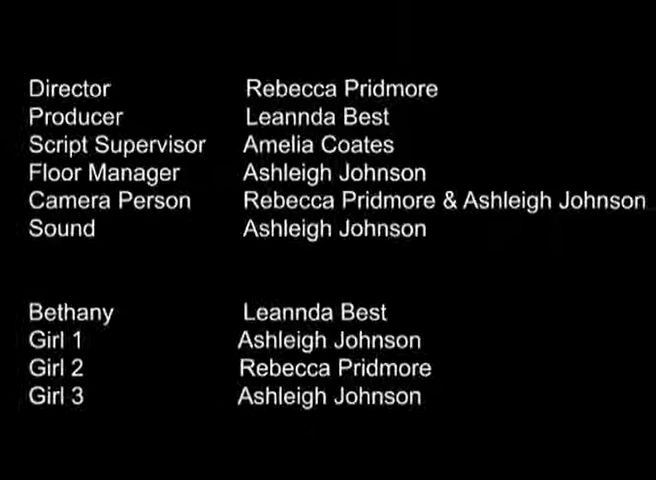 Director Rebecca Pridmore
Producer Leannda Best
Script Supervisor Amelia Coates
Floor Manager Ashleigh Johnson
Camera Person Rebecca Pridmore & Ashleigh Johnson
Sound Ashleigh Johnson
Bethany Leannda Best
Girl 1 Ashleigh Johnson
Girl 2 Rebecca Pridmore
Girl 3 Ashleigh Johnson